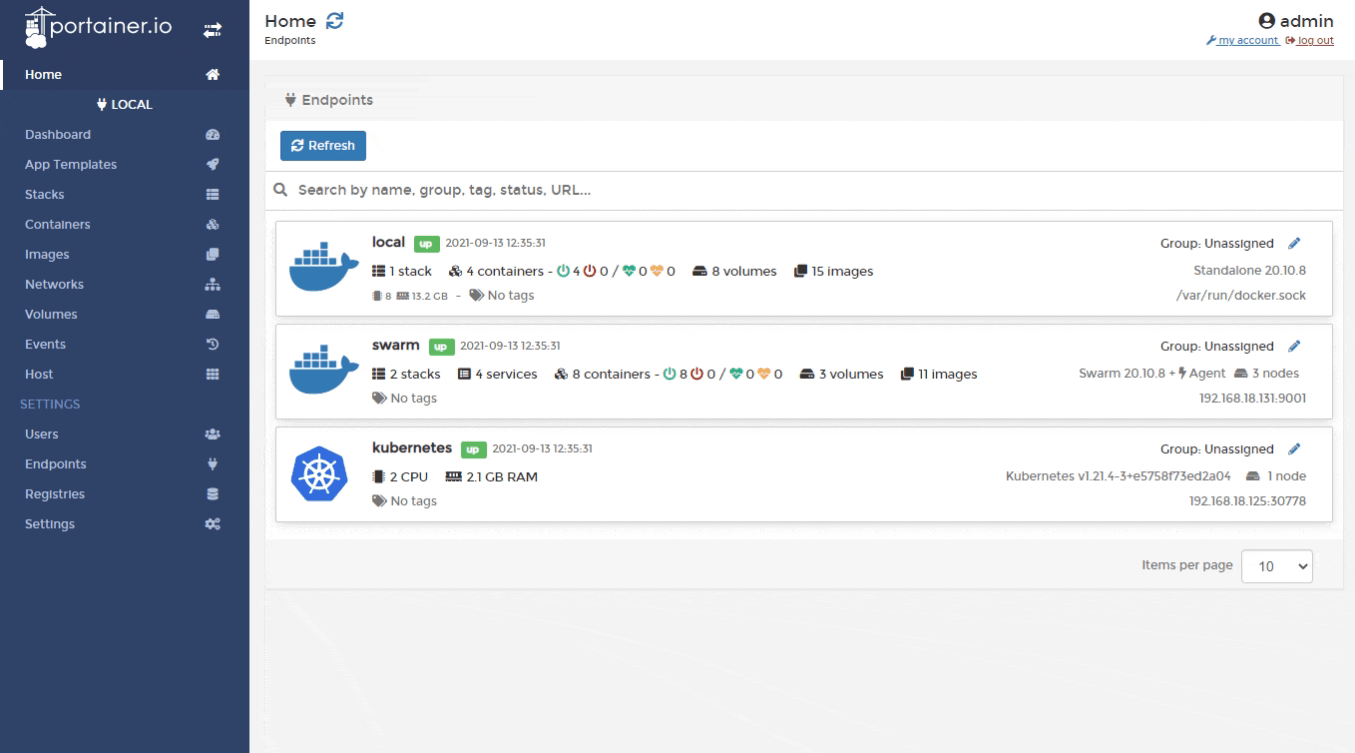 portainer.io
Home
LOCAL
Dashboard
App Templates
Stacks
Containers
Images
Networks
Volumes
Events
Host
SETTINGS
Users
Endpoints
Registries
Settings
Home
Endpoints
admin
my account log out
Endpoints
Refresh
Search by name, group, tag, status, URL...
local up 2021-09-13 12:35:31 Group: Unassigned
1 stack 4 containers - 4 0 / 0 0 8 volumes 15 images Standalone 20.10.8
8 13.2 GB - No tags /var/run/docker.sock
swarm up 2021-09-13 12:35:31 Group: Unassigned
2 stacks 4 services 8 containers - 8 0 / 0 0 3 volumes 11 images Swarm 20.10.8 + Agent 3 nodes
No tags 192.168.18.131:9001
kubernetes up 2021-09-13 12:35:31 Group: Unassigned
2 CPU 2.1 GB RAM Kubernetes v1.21.4-3+e5758f73ed2a04 1 node
No tags 192.168.18.125:30778
Items per page 10